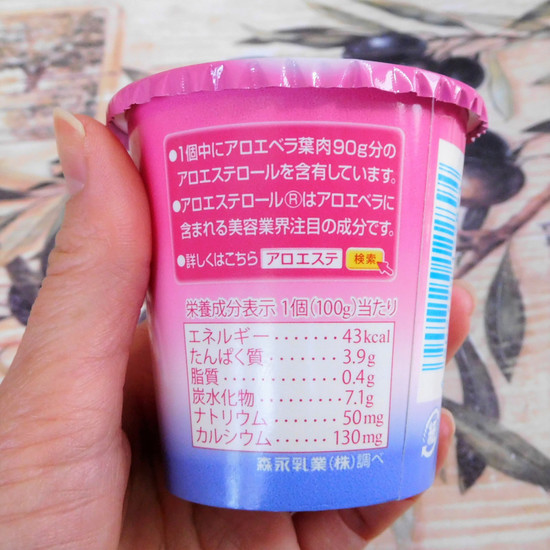 ●1個中にアロエベラ葉肉90g分の
アロエステロールを含有しています。
●アロエステロール®はアロエベラに
含まれる美容業界注目の成分です。
●詳しくはこちら アロエステ 検索
栄養成分表示 1個(100g)当たり
エネルギー・・・・・・・43kcal
たんぱく質・・・・・・・・3.9g
脂質・・・・・・・・・・・・・0.4g
炭水化物・・・・・・・・・7.1g
ナトリウム・・・・・・・50mg
カルシウム・・・・・・130mg
森永乳業(株)調べ